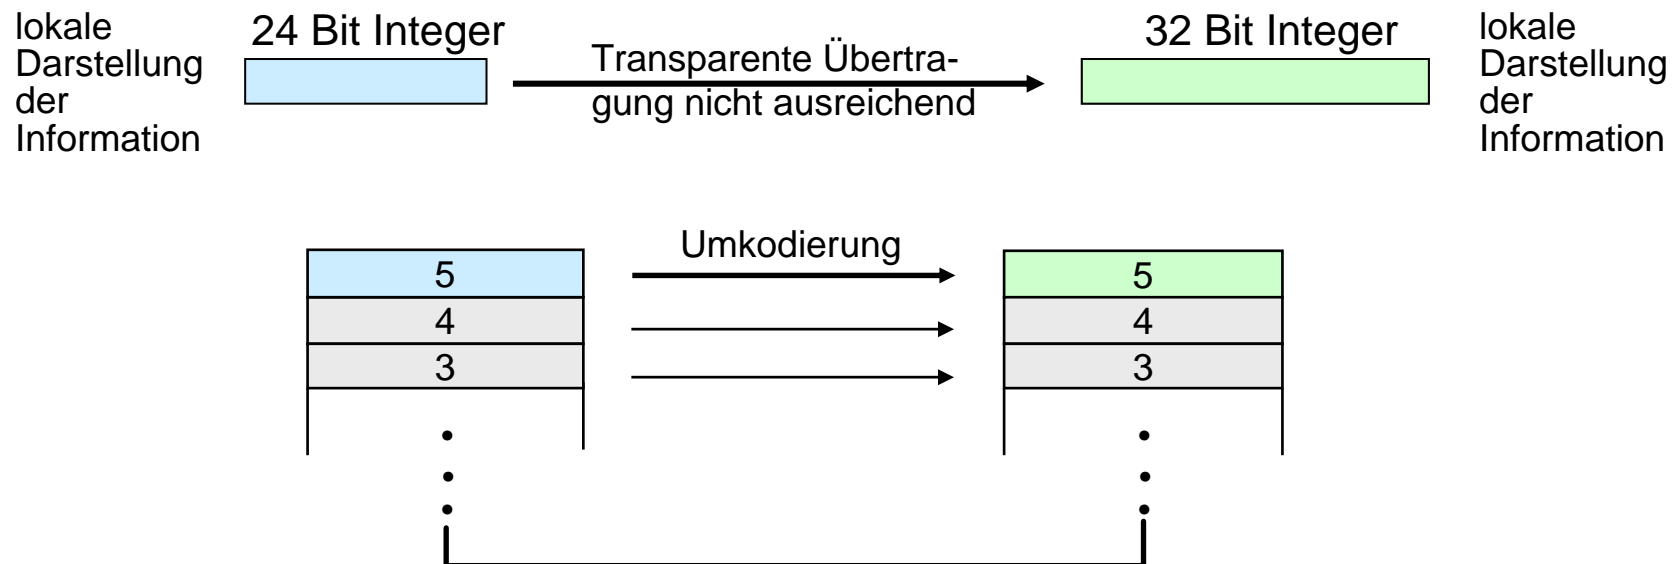 lokale
Darstellung
der
Information
24 Bit Integer
Transparente Übertra-
gung nicht ausreichend
32 Bit Integer
lokale
Darstellung
der
Information
Umkodierung
5
5
4
4
3
3